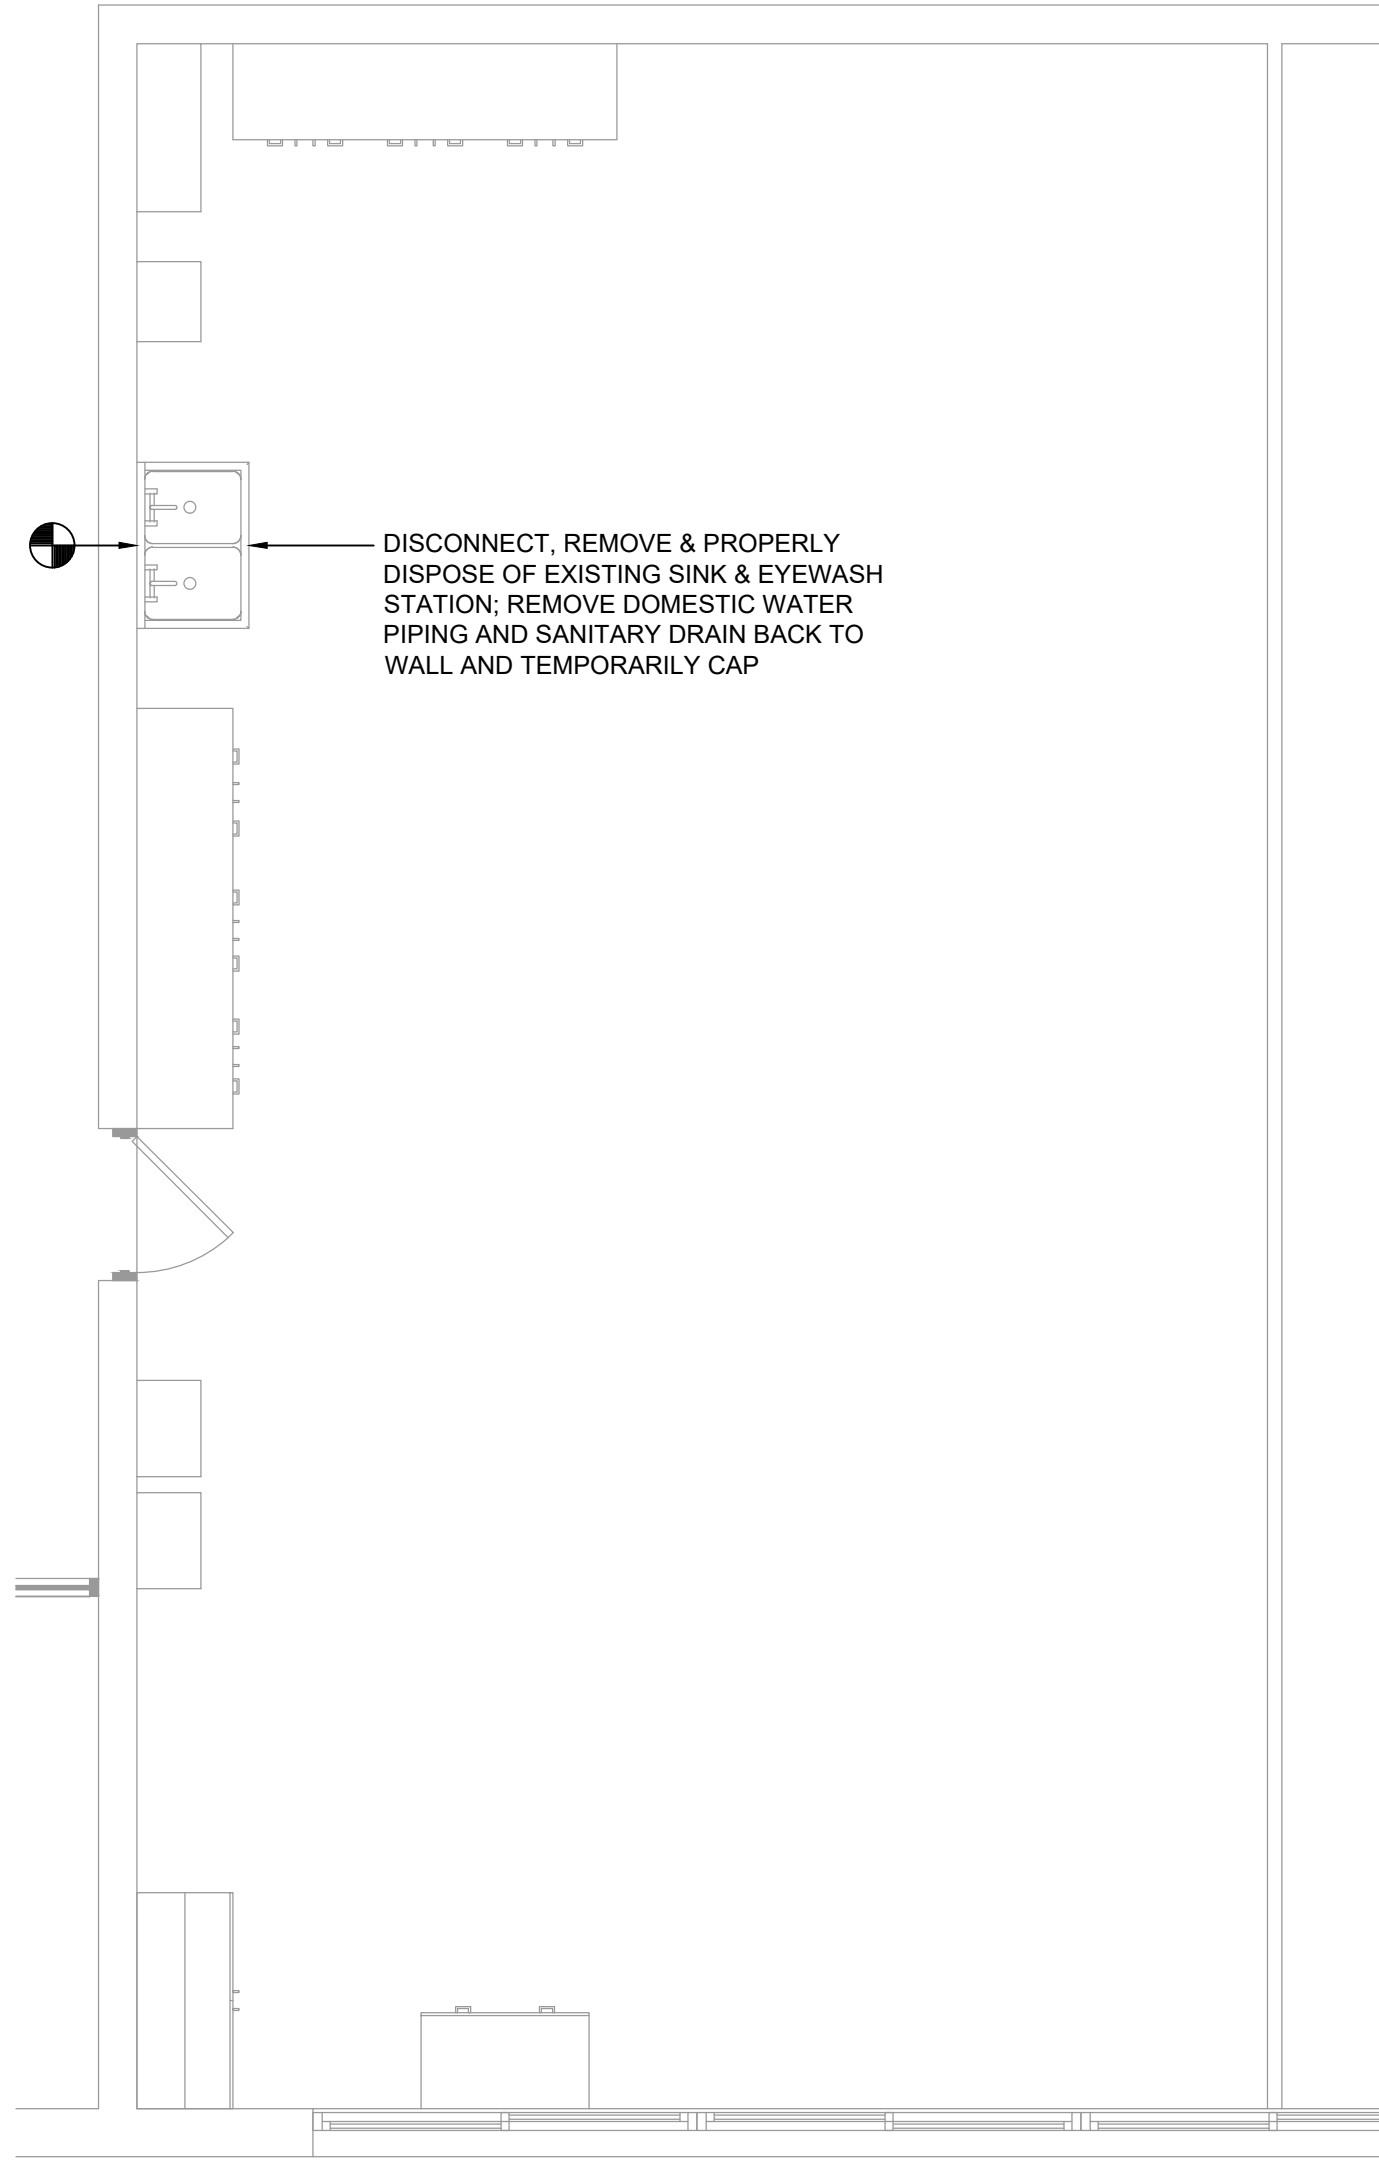 DISCONNECT, REMOVE & PROPERLY
DISPOSE OF EXISTING SINK & EYEWASH
STATION; REMOVE DOMESTIC WATER
PIPING AND SANITARY DRAIN BACK TO
WALL AND TEMPORARILY CAP